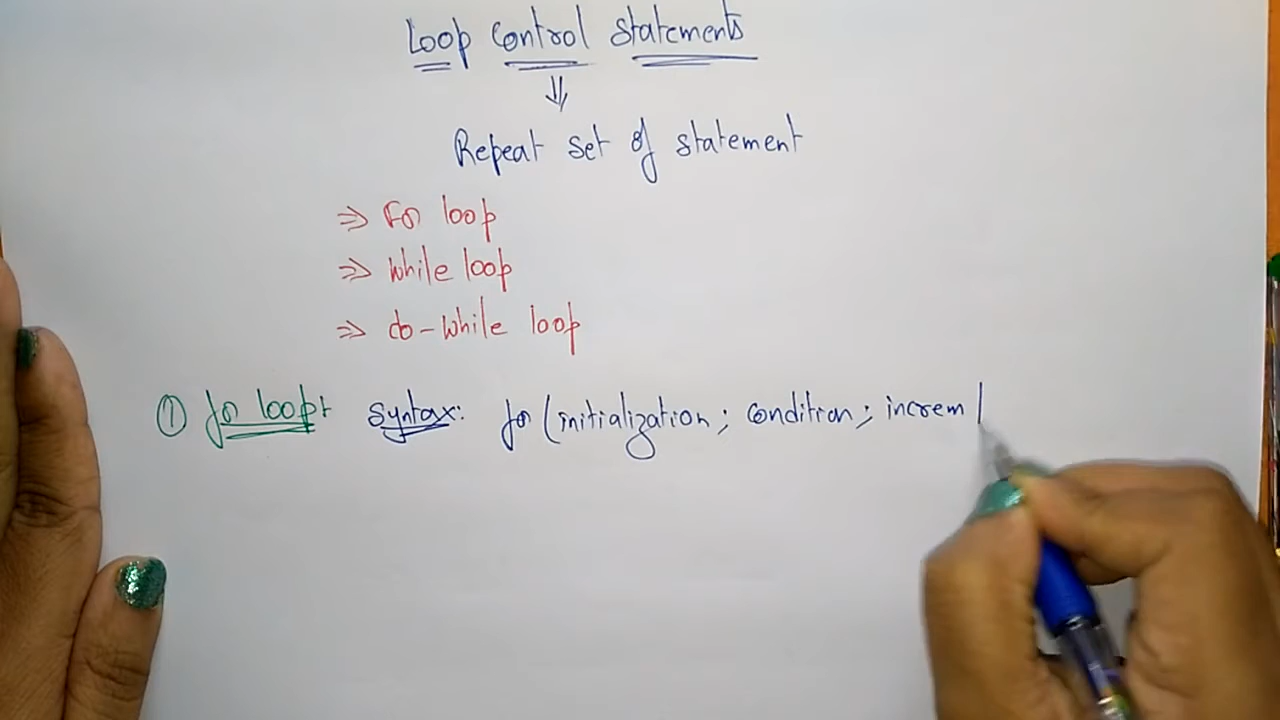 Loop Control Statements
⇓
Repeat set of statement
⇒ For loop
⇒ while loop
⇒ do-while loop
① for loop:  Syntax:  for (initialization; condition; increm/